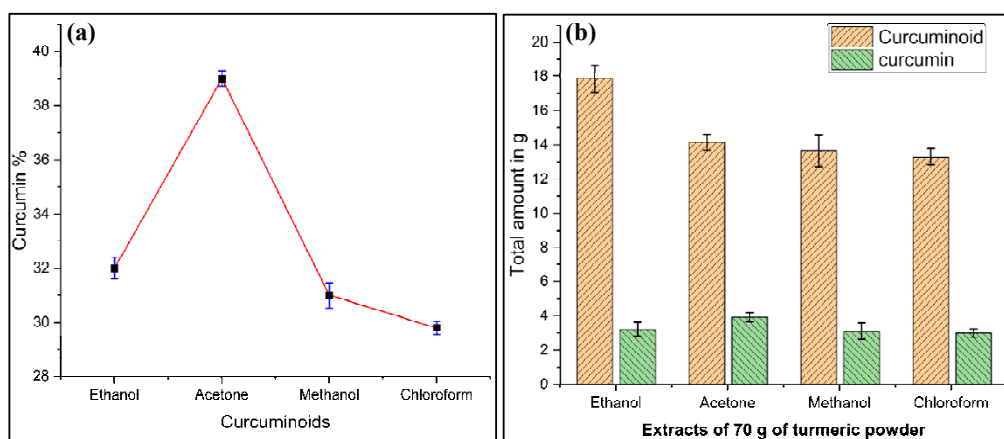 (a)
Curcumin %
40
38
36
34
32
30
28
Ethanol Acetone Methanol Chloroform
Curcuminoids
(b)
Curcuminoid
curcumin
Total amount in g
20
18
16
14
12
10
8
6
4
2
0
Ethanol Acetone Methanol Chloroform
Extracts of 70 g of turmeric powder